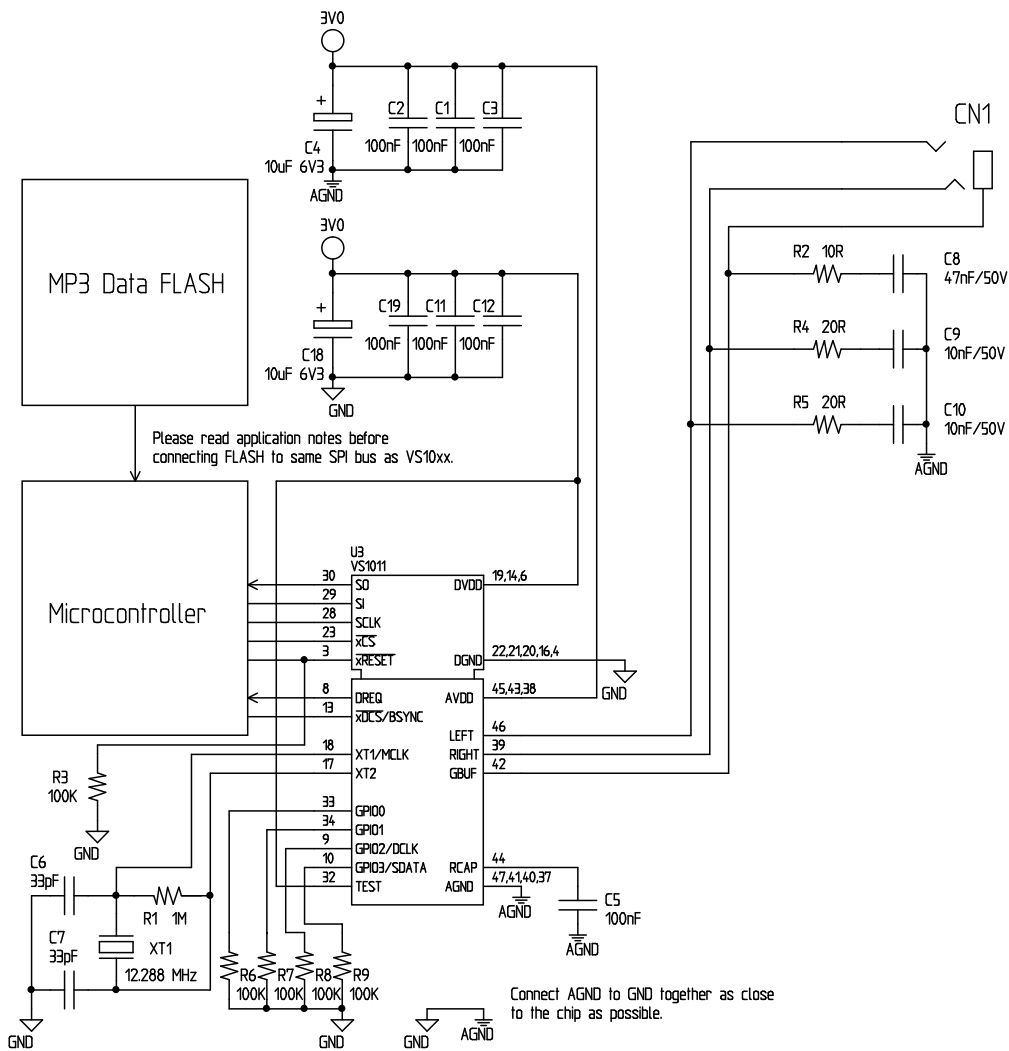 3V0
+
C2
C1
C3
CN1
100nF
100nF
100nF
C4
10uF 6V3
AGND
3V0
R2 10R
C8
47nF/50V
MP3 Data FLASH
+
C19
C11
C12
R4 20R
C9
10nF/50V
100nF
100nF
100nF
C18
10uF 6V3
GND
R5 20R
C10
10nF/50V
Please read application notes before
connecting FLASH to same SPI bus as VS10xx.
AGND
U3
VS1011
30
SO
DVDD
19,14,6
29
SI
Microcontroller
28
SCLK
23
xCS
3
xRESET
DGND
22,21,20,16,4
GND
8
DREQ
AVDD
45,43,38
13
xDCS/BSYNC
LEFT
46
18
XT1/MCLK
RIGHT
39
17
XT2
GBUF
42
R3
100K
33
GPIO0
34
GPIO1
9
GPIO2/DCLK
GND
10
GPIO3/SDATA
RCAP
44
32
TEST
AGND
47,41,40,37
C6
33pF
AGND
C5
100nF
R1 1M
C7
33pF
XT1
AGND
12.288 MHz
R6
100K
R7
100K
R8
100K
R9
100K
Connect AGND to GND together as close
to the chip as possible.
GND
GND
GND
AGND